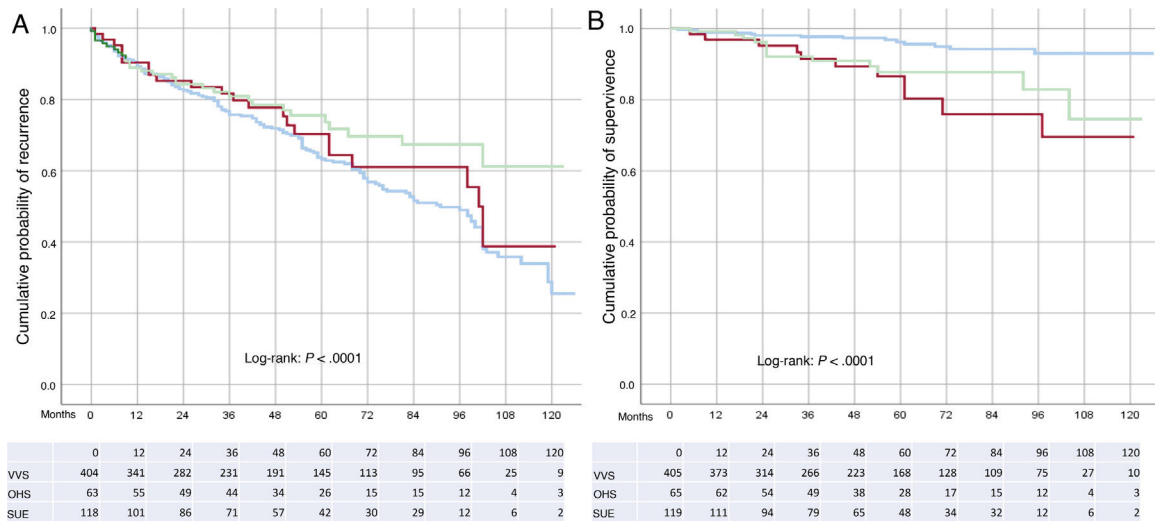 A
Cumulative probability of recurrence
1.0
0.8
0.6
0.4
0.2
0.0
Log-rank: P < .0001
Months 0 12 24 36 48 60 72 84 96 108 120
0 12 24 36 48 60 72 84 96 108 120
VVS 404 341 282 231 191 145 113 95 66 25 9
OHS 63 55 49 44 34 26 15 15 12 4 3
SUE 118 101 86 71 57 42 30 29 12 6 2
B
Cumulative probability of supervivence
1.0
0.8
0.6
0.4
0.2
0.0
Log-rank: P < .0001
Months 0 12 24 36 48 60 72 84 96 108 120
0 12 24 36 48 60 72 84 96 108 120
VVS 405 373 314 266 223 168 128 109 75 27 10
OHS 65 62 54 49 38 28 17 15 12 4 3
SUE 119 111 94 79 65 48 34 32 12 6 2